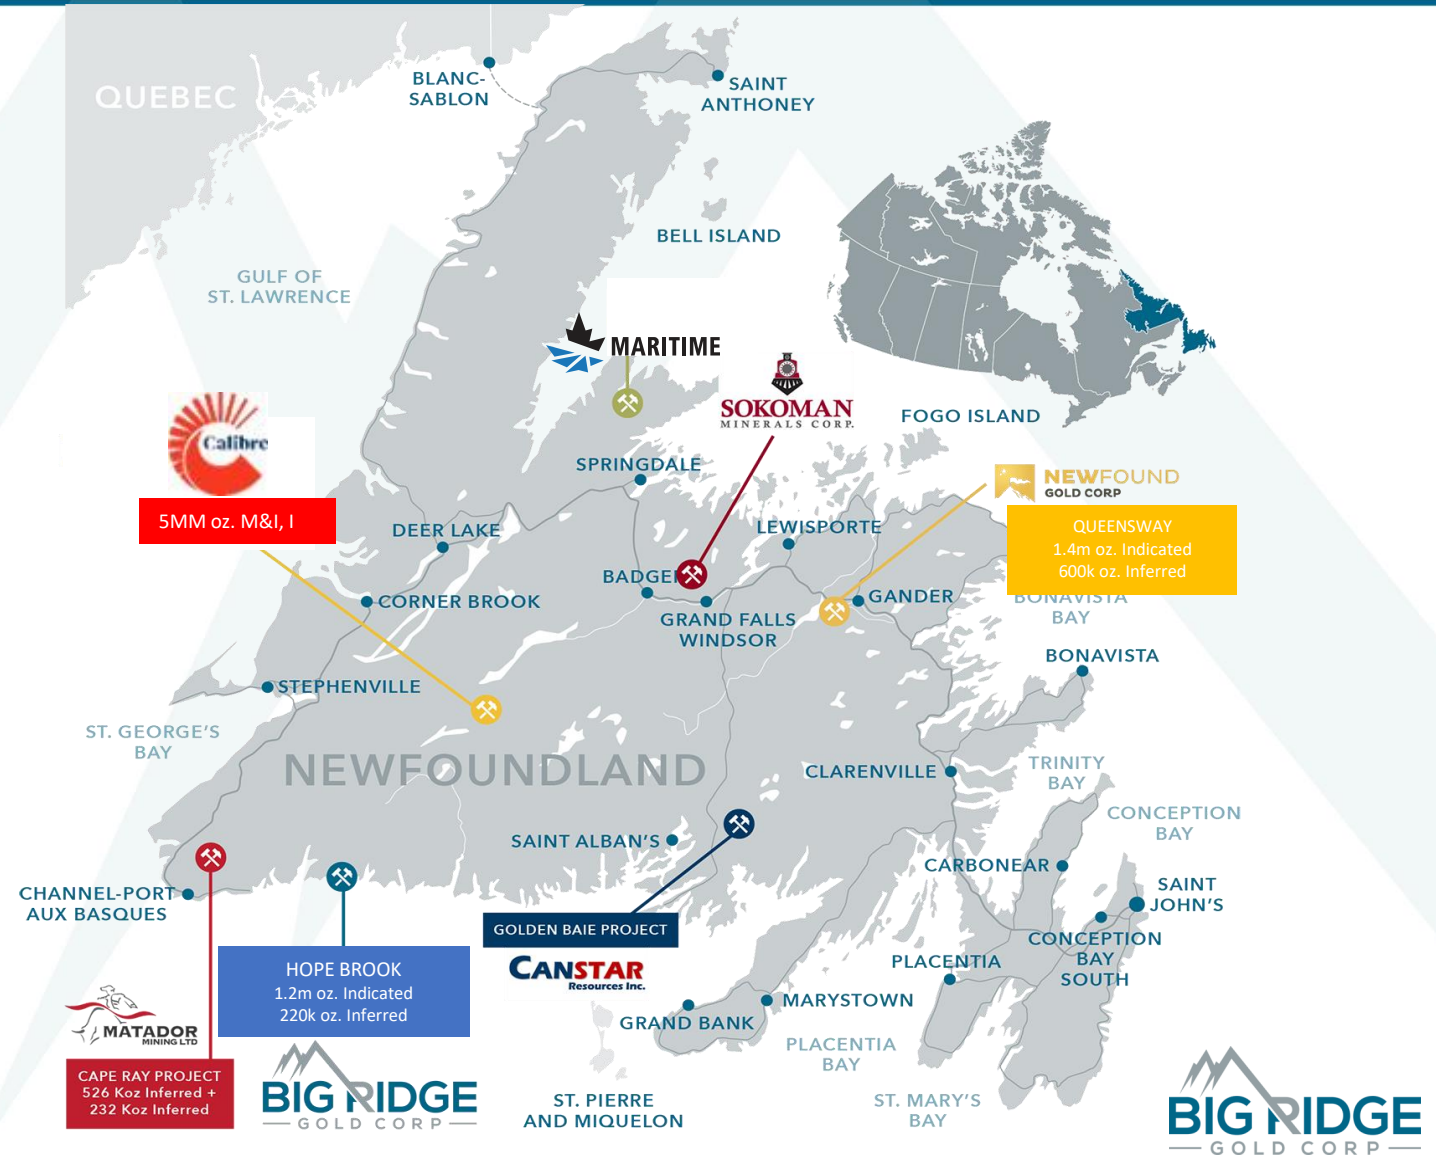 QUEBEC
BLANC-
SABLON
SAINT
ANTHONEY
BELL ISLAND
GULF OF
ST. LAWRENCE
MARITIME
SOKOMAN
MINERALS CORP.
FOGO ISLAND
Calibre
5MM oz. M&I, I
SPRINGDALE
NEWFOUND
GOLD CORP
QUEENSWAY
1.4m oz. Indicated
600k oz. Inferred
DEER LAKE
LEWISPORTE
BADGE
CORNER BROOK
GRAND FALLS
WINDSOR
GANDER
BONAVISTA
BAY
BONAVISTA
STEPHENVILLE
ST. GEORGE'S
BAY
NEWFOUNDLAND
CLARENVILLE
TRINITY
BAY
CONCEPTION
BAY
SAINT ALBAN'S
CARBONEAR
CHANNEL-PORT
AUX BASQUES
SAINT
JOHN'S
GOLDEN BAIE PROJECT
CANSTAR
Resources Inc.
CONCEPTION
BAY
SOUTH
PLACENTIA
HOPE BROOK
1.2m oz. Indicated
220k oz. Inferred
MARYSTOWN
GRAND BANK
PLACENTIA
BAY
MATADOR
MINING LTD
CAPE RAY PROJECT
526 Koz Inferred +
232 Koz Inferred
BIG RIDGE
GOLD CORP
ST. PIERRE
AND MIQUELON
ST. MARY'S
BAY
BIG RIDGE
GOLD CORP